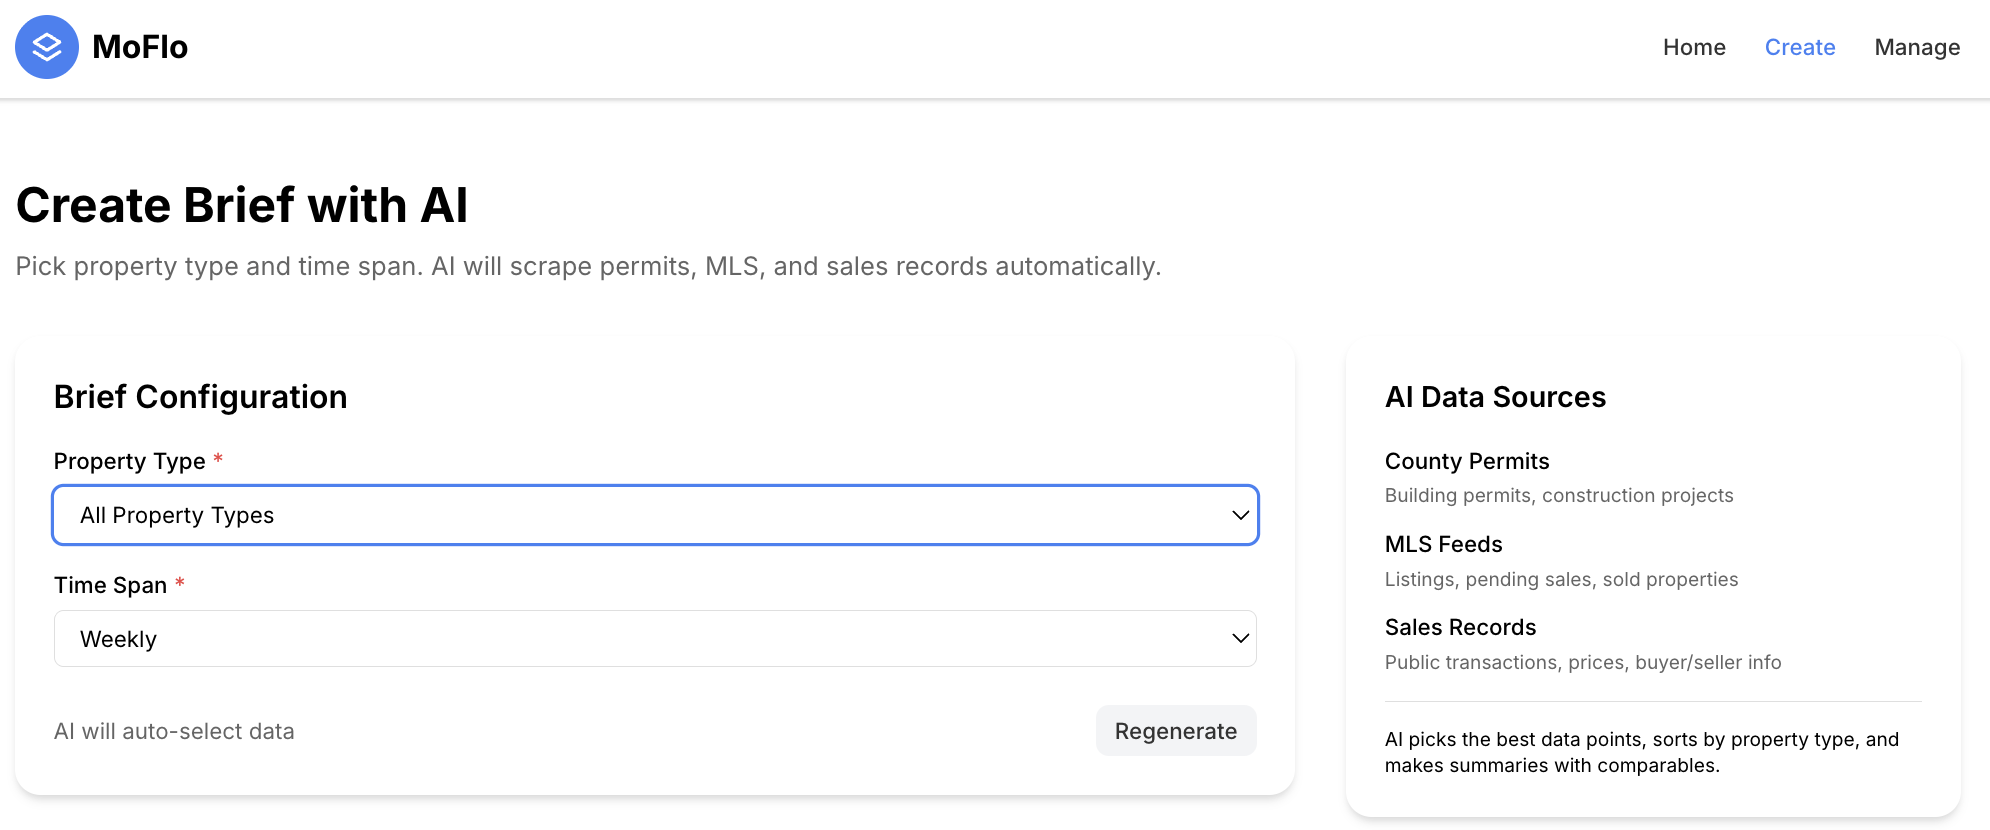 MoFlo
Home Create Manage
Create Brief with AI
Pick property type and time span. AI will scrape permits, MLS, and sales records automatically.
Brief Configuration
Property Type *
All Property Types
Time Span *
Weekly
AI will auto-select data
Regenerate
AI Data Sources
County Permits
Building permits, construction projects
MLS Feeds
Listings, pending sales, sold properties
Sales Records
Public transactions, prices, buyer/seller info
AI picks the best data points, sorts by property type, and
makes summaries with comparables.